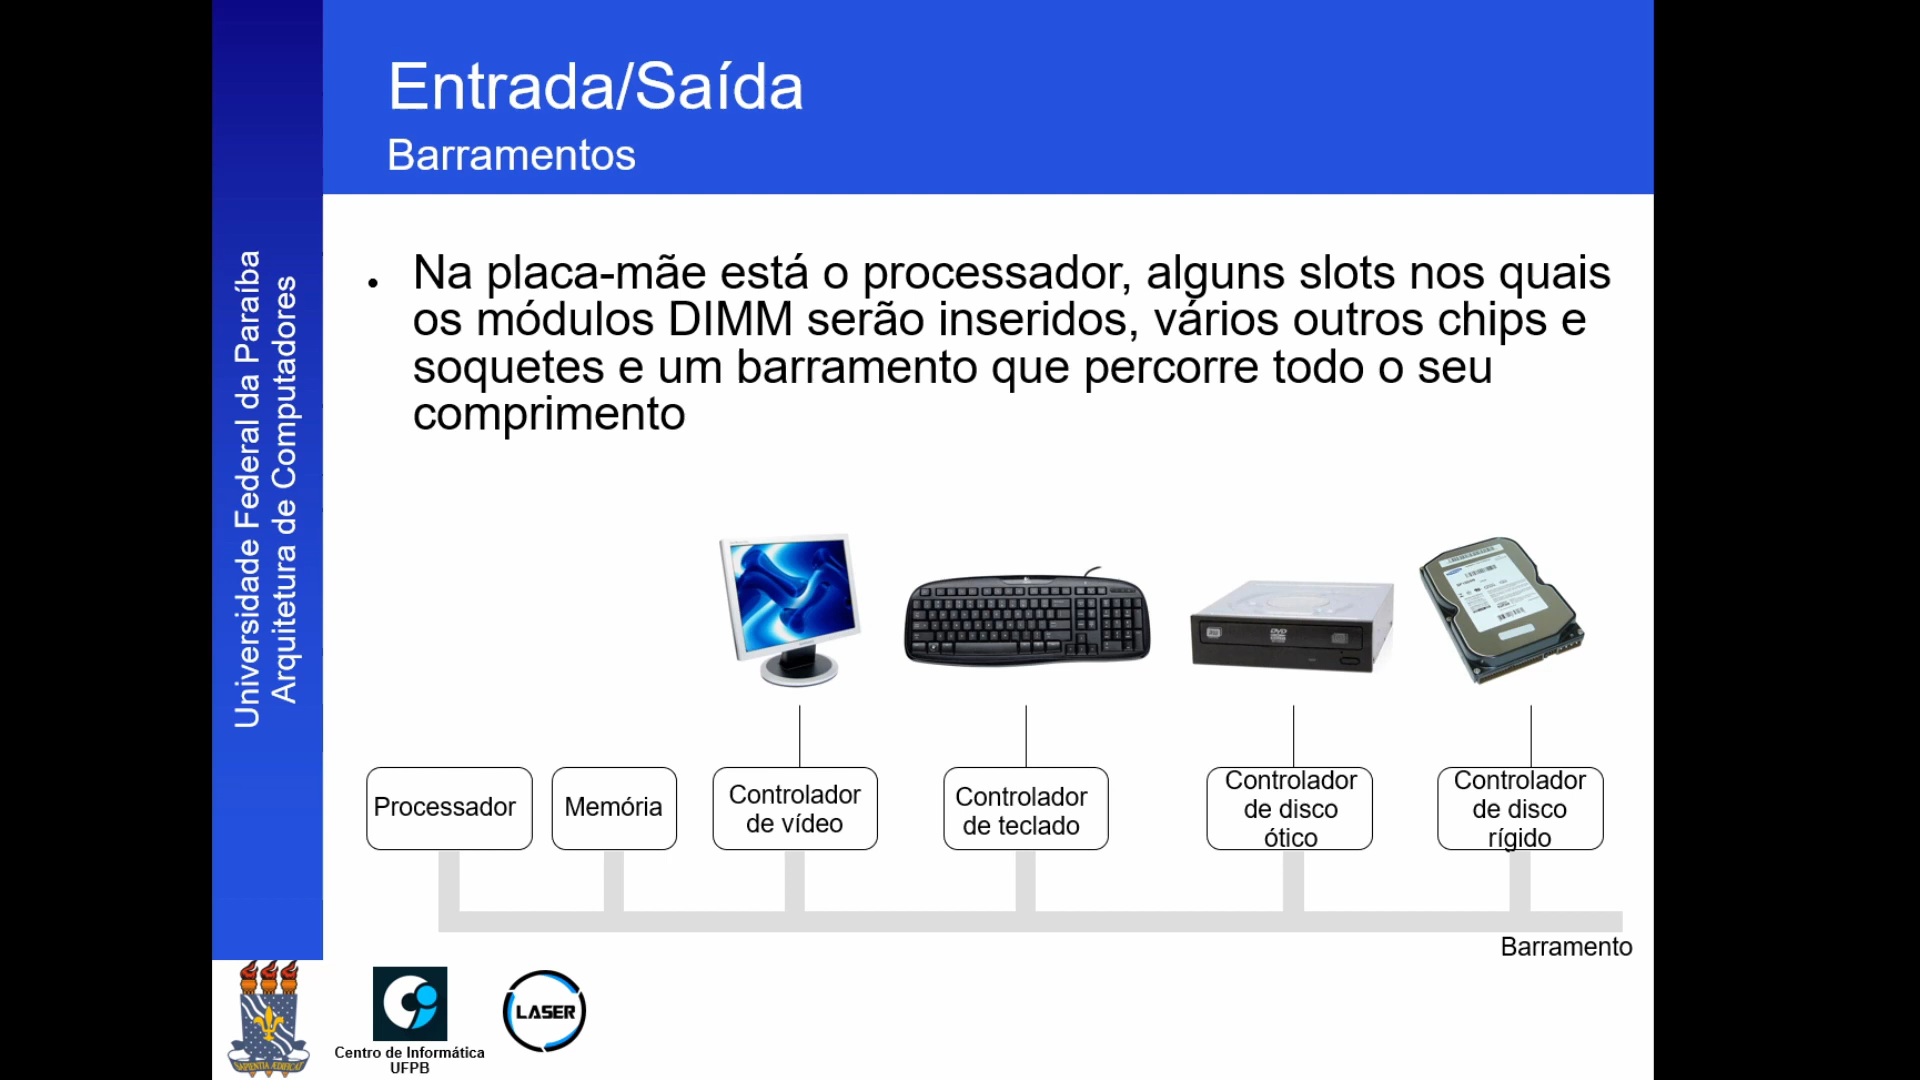 Entrada/Saída
Barramentos
Universidade Federal da Paraíba
Arquitetura de Computadores
• Na placa-mãe está o processador, alguns slots nos quais
os módulos DIMM serão inseridos, vários outros chips e
soquetes e um barramento que percorre todo o seu
comprimento
Processador
Memória
Controlador
de vídeo
Controlador
de teclado
Controlador
de disco
ótico
Controlador
de disco
rígido
Barramento
Centro de Informática
UFPB
LASER